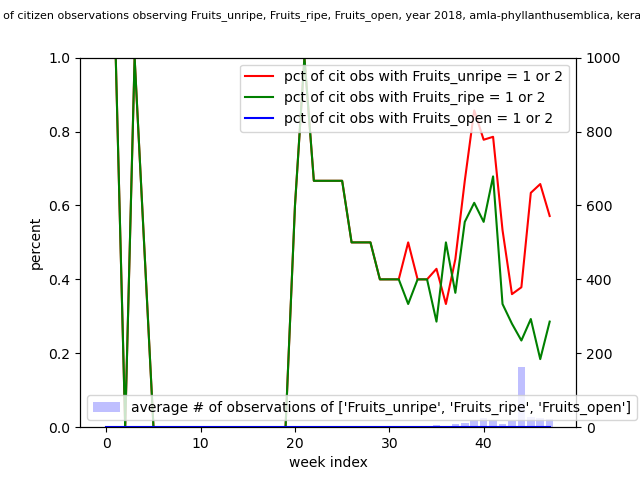 of citizen observations observing Fruits_unripe, Fruits_ripe, Fruits_open, year 2018, amla-phyllanthusemblica, kera
1.0
0.8
0.6
0.4
0.2
0.0
percent
1000
800
600
400
200
0
pct of cit obs with Fruits_unripe = 1 or 2
pct of cit obs with Fruits_ripe = 1 or 2
pct of cit obs with Fruits_open = 1 or 2
average # of observations of ['Fruits_unripe', 'Fruits_ripe', 'Fruits_open']
0 10 20 30 40
week index